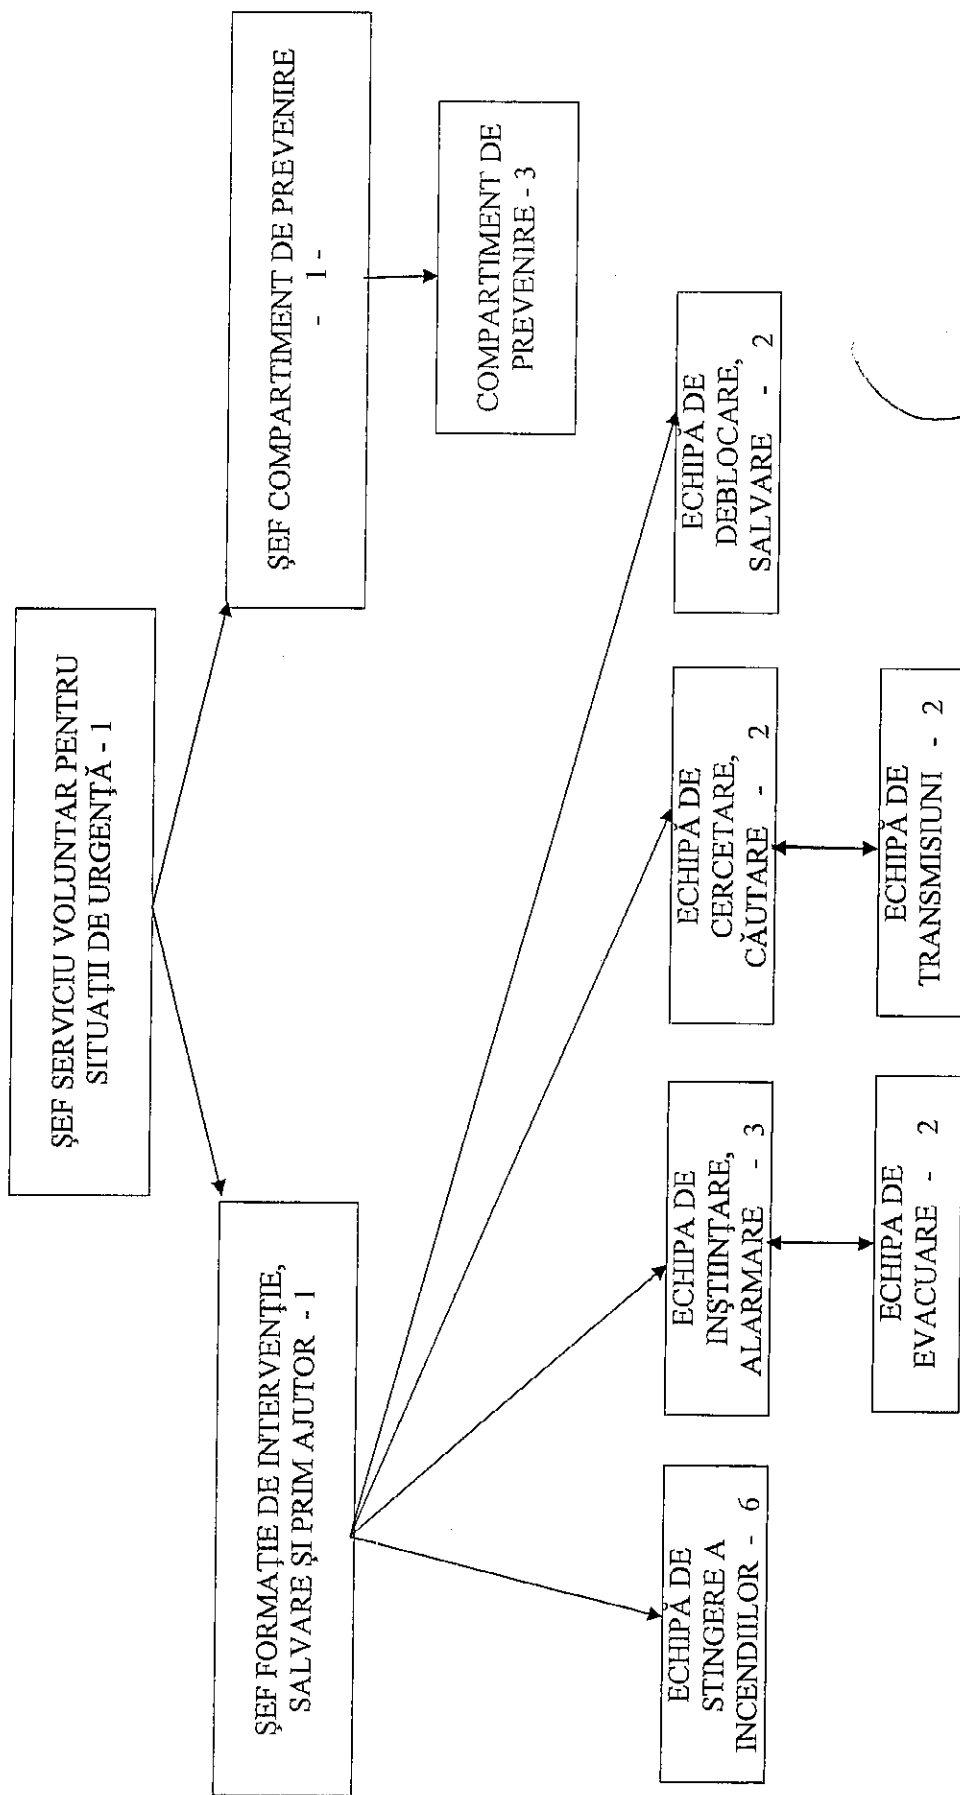 ŞEF SERVICIU VOLUNTAR PENTRU
SITUAŢII DE URGENŢĂ - 1
ŞEF FORMAŢIE DE INTERVENŢIE,
SALVARE ŞI PRIM AJUTOR - 1
ŞEF COMPARTIMENT DE PREVENIRE
- 1 -
COMPARTIMENT DE
PREVENIRE - 3
ECHIPĂ DE
STINGERE A
INCENDIILOR - 6
ECHIPA DE
INŞTIINŢARE,
ALARMARE - 3
ECHIPĂ DE
CERCETARE,
CĂUTARE - 2
ECHIPĂ DE
DEBLOCARE,
SALVARE - 2
ECHIPA DE
EVACUARE - 2
ECHIPĂ DE
TRANSMISIUNI - 2